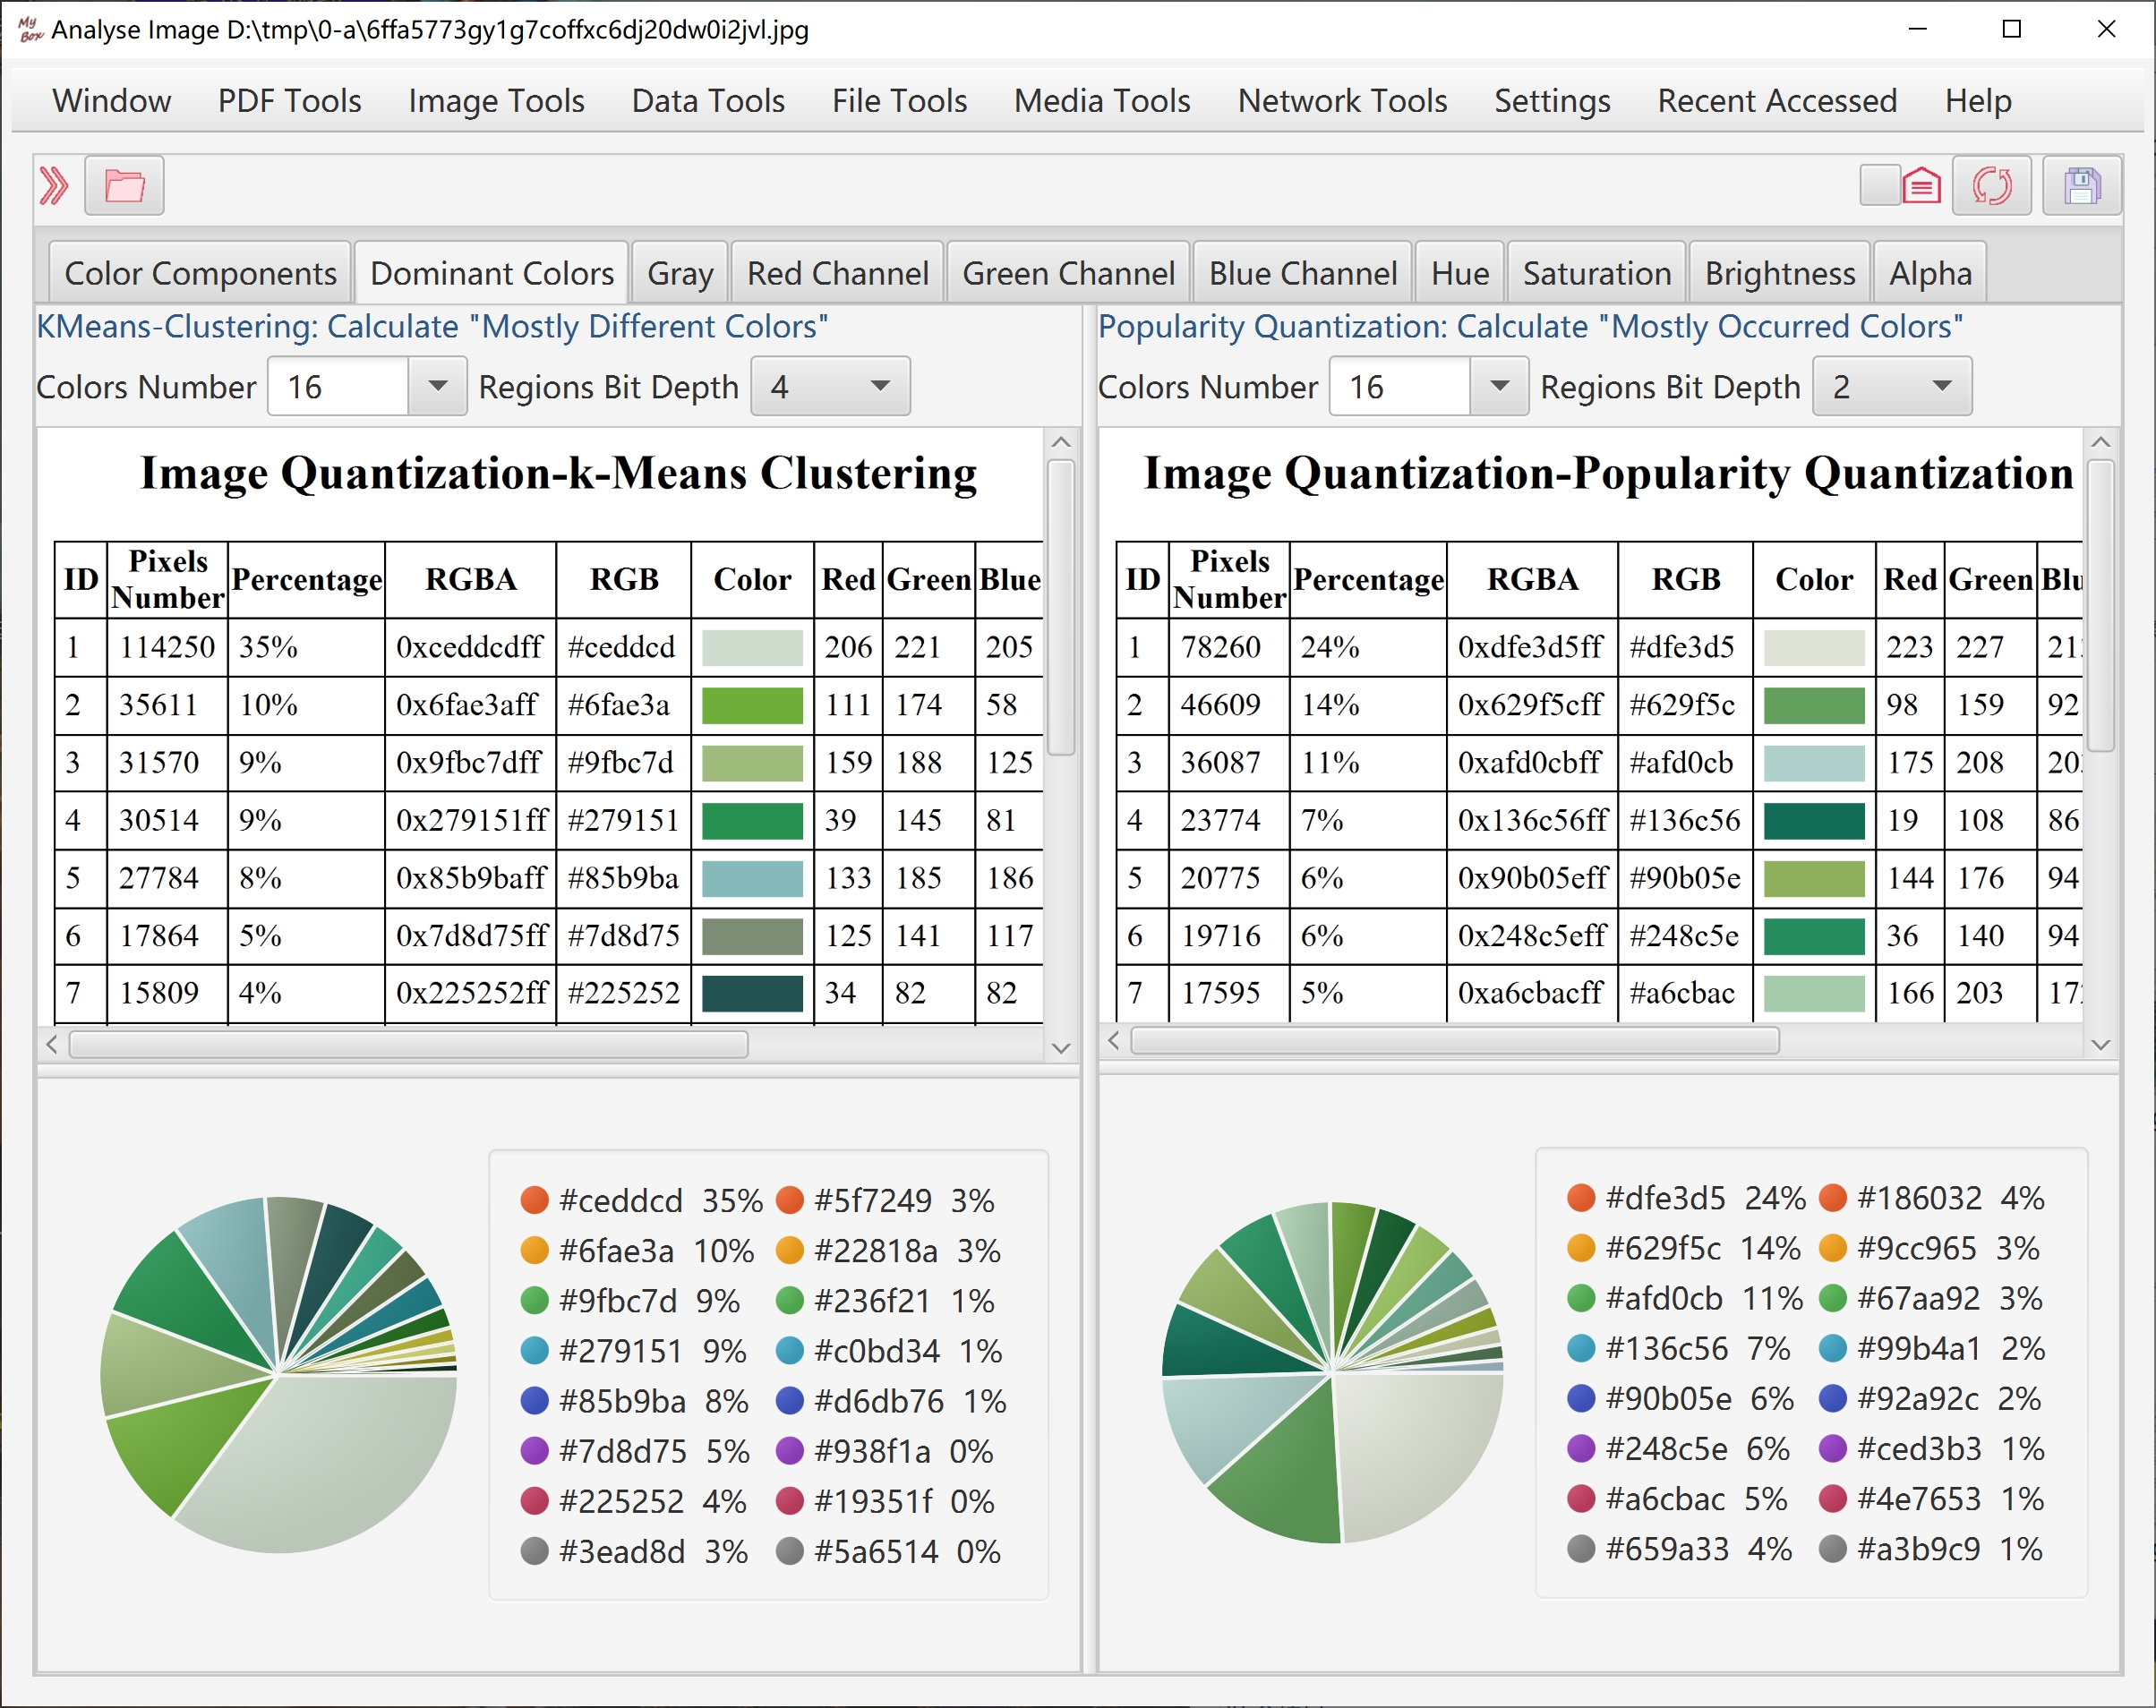 My Box Analyse Image D:\tmp\0-a\6ffa5773gy1g7coffxc6dj20dw0i2jvl.jpg
Window PDF Tools Image Tools Data Tools File Tools Media Tools Network Tools Settings Recent Accessed Help
Color Components Dominant Colors Gray Red Channel Green Channel Blue Channel Hue Saturation Brightness Alpha
KMeans-Clustering: Calculate "Mostly Different Colors"
Colors Number 16 Regions Bit Depth 4
Image Quantization-k-Means Clustering
ID Pixels Number Percentage RGBA RGB Color Red Green Blue
1 114250 35% 0xceddcdff #ceddcd 206 221 205
2 35611 10% 0x6fae3aff #6fae3a 111 174 58
3 31570 9% 0x9fbc7dff #9fbc7d 159 188 125
4 30514 9% 0x279151ff #279151 39 145 81
5 27784 8% 0x85b9baff #85b9ba 133 185 186
6 17864 5% 0x7d8d75ff #7d8d75 125 141 117
7 15809 4% 0x225252ff #225252 34 82 82
#ceddcd 35% #5f7249 3%
#6fae3a 10% #22818a 3%
#9fbc7d 9% #236f21 1%
#279151 9% #c0bd34 1%
#85b9ba 8% #d6db76 1%
#7d8d75 5% #938f1a 0%
#225252 4% #19351f 0%
#3ead8d 3% #5a6514 0%
Popularity Quantization: Calculate "Mostly Occurred Colors"
Colors Number 16 Regions Bit Depth 2
Image Quantization-Popularity Quantization
ID Pixels Number Percentage RGBA RGB Color Red Green
1 78260 24% 0xdfe3d5ff #dfe3d5 223 227
2 46609 14% 0x629f5cff #629f5c 98 159 92
3 36087 11% 0xafd0cbff #afd0cb 175 208
4 23774 7% 0x136c56ff #136c56 19 108 86
5 20775 6% 0x90b05eff #90b05e 144 176 94
6 19716 6% 0x248c5eff #248c5e 36 140 94
7 17595 5% 0xa6cbacff #a6cbac 166 203
#dfe3d5 24% #186032 4%
#629f5c 14% #9cc965 3%
#afd0cb 11% #67aa92 3%
#136c56 7% #99b4a1 2%
#90b05e 6% #92a92c 2%
#248c5e 6% #ced3b3 1%
#a6cbac 5% #4e7653 1%
#659a33 4% #a3b9c9 1%